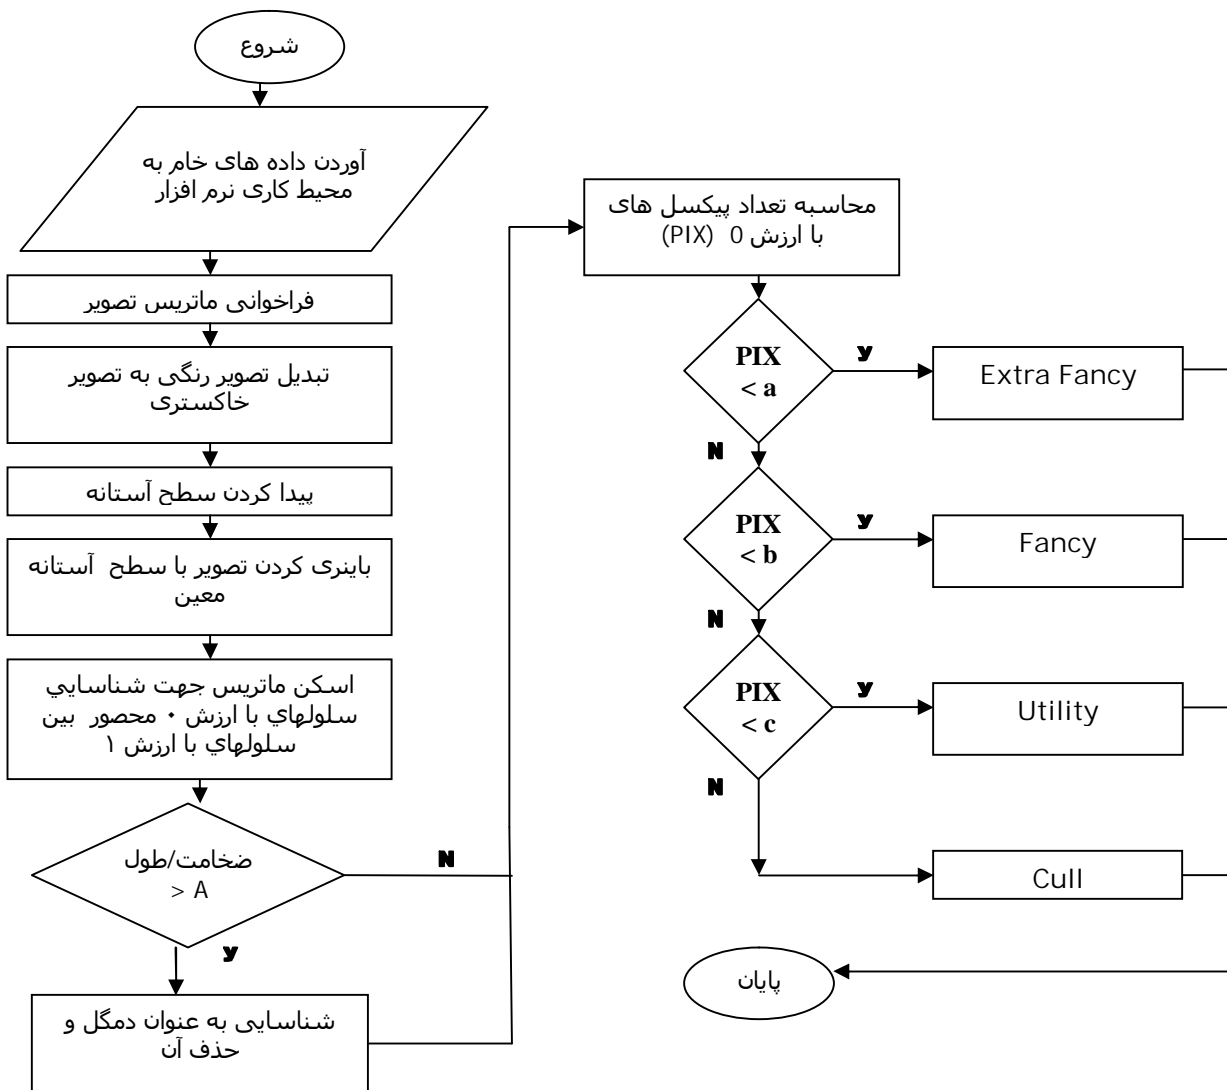 شروع
آوردن داده های خام به
محیط کاری نرم افزار
فراخوانی ماتریس تصویر
تبدیل تصویر رنگی به تصویر
خاکستری
پیدا کردن سطح آستانه
باینری کردن تصویر با سطح آستانه
معین
اسکن ماتریس جهت شناسايي
سلولهاي با ارزش ۰ محصور بین
سلولهاي با ارزش ۱
ضخامت/طول
> A
N
y
شناسایی به عنوان دمگل و
حذف آن
محاسبه تعداد پیکسل های
با ارزش 0 (PIX)
PIX
< a
y
Extra Fancy
N
PIX
< b
y
Fancy
N
PIX
< c
y
Utility
N
Cull
پایان